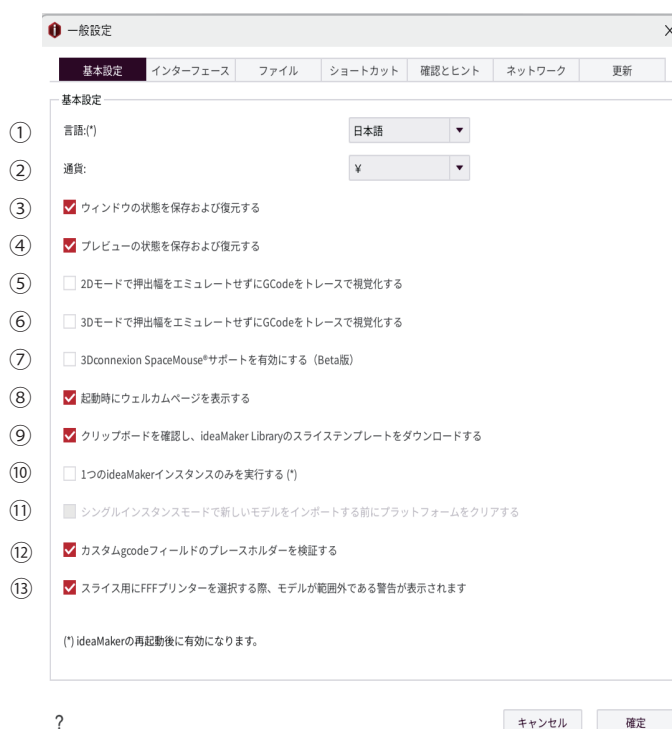 一般設定
基本設定 インターフェース ファイル ショートカット 確認とヒント ネットワーク 更新
基本設定
① 言語:(*) 日本語
② 通貨: ¥
③ ウィンドウの状態を保存および復元する
④ プレビューの状態を保存および復元する
⑤ 2Dモードで押出幅をエミュレートせずにGCodeをトレースで視覚化する
⑥ 3Dモードで押出幅をエミュレートせずにGCodeをトレースで視覚化する
⑦ 3Dconnexion SpaceMouse®サポートを有効にする（Beta版）
⑧ 起動時にウェルカムページを表示する
⑨ クリップボードを確認し、ideaMaker Libraryのスライステンプレートをダウンロードする
⑩ 1つのideaMakerインスタンスのみを実行する (*)
⑪ シングルインスタンスモードで新しいモデルをインポートする前にプラットフォームをクリアする
⑫ カスタムgcodeフィールドのプレースホルダーを検証する
⑬ スライス用にFFFプリンターを選択する際、モデルが範囲外である警告が表示されます
(*) ideaMakerの再起動後に有効になります。
? キャンセル 確定